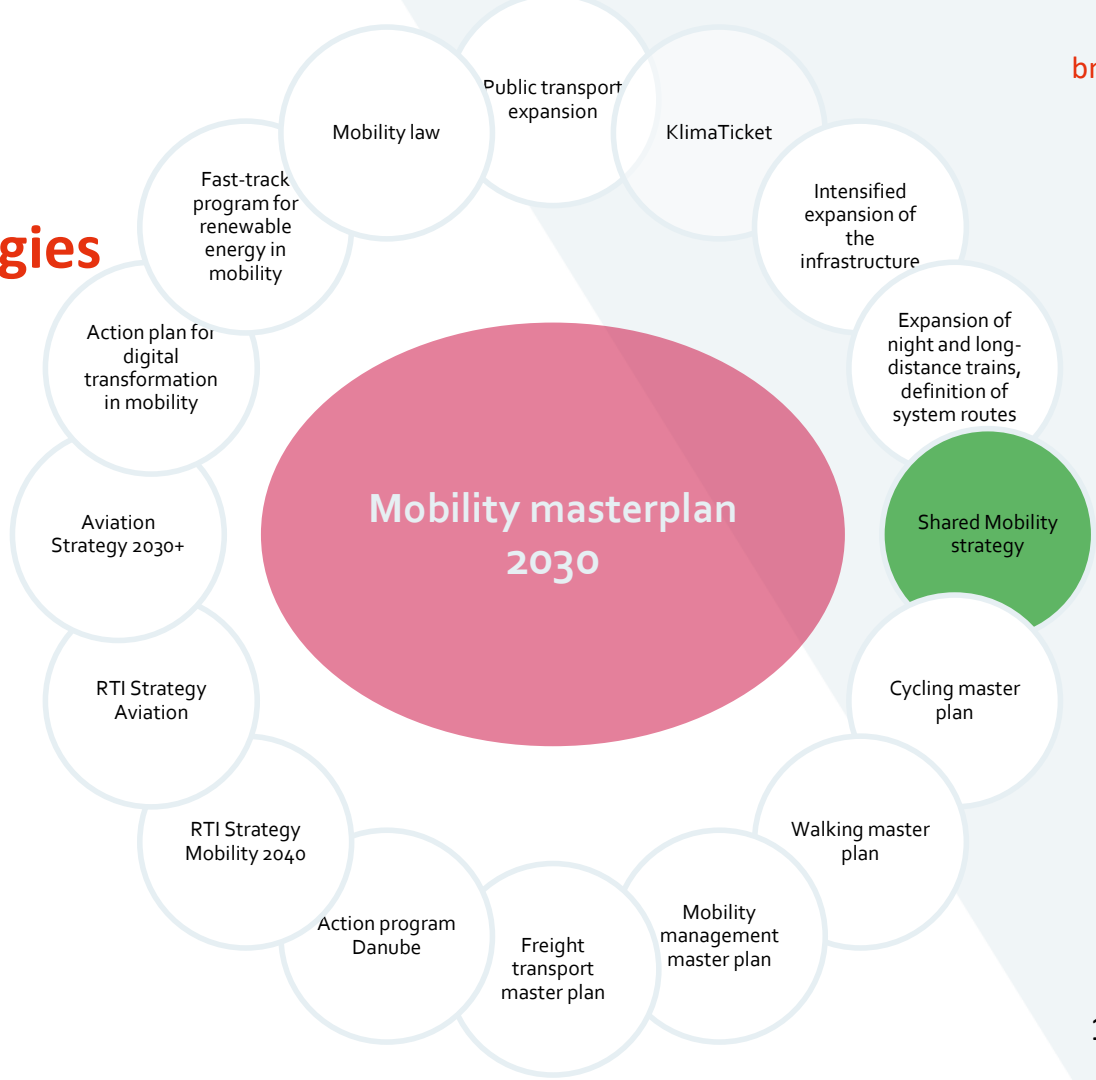 br
gies
Public transport
expansion
KlimaTicket
Intensified
expansion of
the
infrastructure
Expansion of
night and long-
distance trains,
definition of
system routes
Shared Mobility
strategy
Cycling master
plan
Walking master
plan
Mobility
management
master plan
Freight
transport
master plan
Action program
Danube
RTI Strategy
Mobility 2040
RTI Strategy
Aviation
Aviation
Strategy 2030+
Action plan for
digital
transformation
in mobility
Fast-track
program for
renewable
energy in
mobility
Mobility law
Mobility masterplan
2030